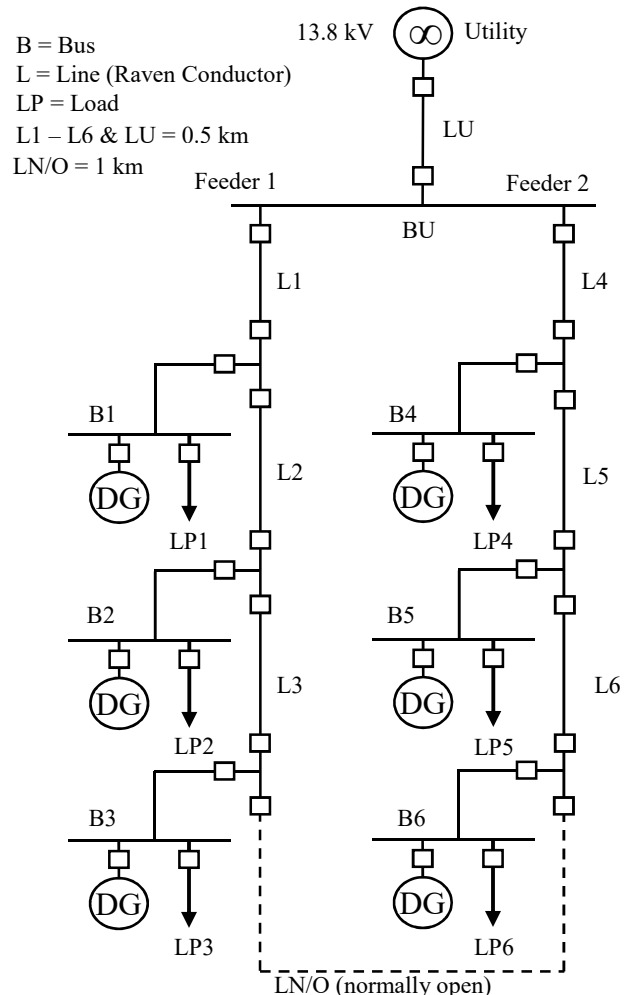 13.8 kV
∞
Utility
B = Bus
L = Line (Raven Conductor)
LP = Load
L1 – L6 & LU = 0.5 km
LN/O = 1 km
LU
Feeder 1
Feeder 2
BU
L1
L4
B1
B4
L2
L5
DG
DG
LP1
LP4
B2
B5
L3
L6
DG
DG
LP2
LP5
B3
B6
DG
DG
LP3
LP6
LN/O (normally open)